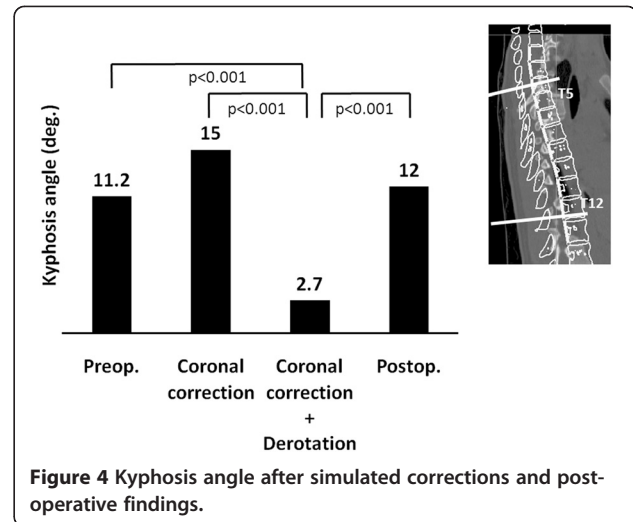 p<0.001
p<0.001
p<0.001
Kyphosis angle (deg.)
11.2
15
2.7
12
Preop.
Coronal
correction
Coronal
correction
+
Derotation
Postop.
T5
T12
Figure 4 Kyphosis angle after simulated corrections and post-
operative findings.